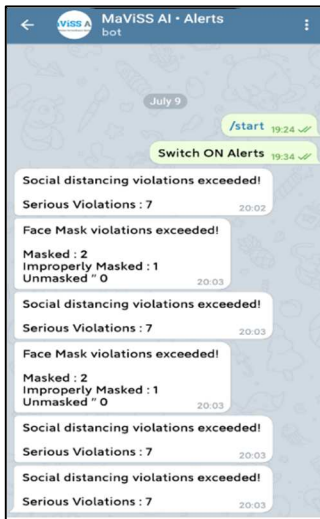 ViSS A
MaViSS AI • Alerts
bot
July 9
/start 19:24
Switch ON Alerts 19:34
Social distancing violations exceeded!
Serious Violations : 7
20:02
Face Mask violations exceeded!
Masked : 2
Improperly Masked : 1
Unmasked " 0
20:03
Social distancing violations exceeded!
Serious Violations : 7
20:03
Face Mask violations exceeded!
Masked : 2
Improperly Masked : 1
Unmasked " 0
20:03
Social distancing violations exceeded!
Serious Violations : 7
20:03
Social distancing violations exceeded!
Serious Violations : 7
20:03